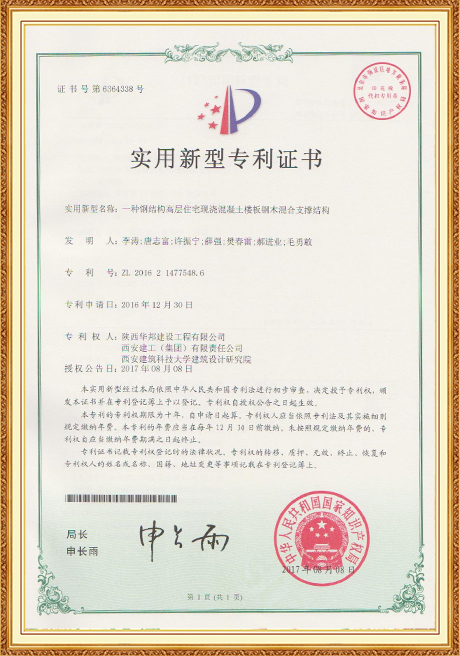 证书号第6364338号
实用新型专利证书
实用新型名称：一种钢结构高层住宅现浇混凝土楼板钢木混合支撑结构
发 明 人：李涛;唐志富;许振宁;薛强;樊春雷;郝进业;毛勇敢
专 利 号：ZL 2016 2 1477548.6
专利申请日：2016年12月30日
专 利 权 人：陕西华邦建设工程有限公司
西安建工（集团）有限责任公司
西安建筑科技大学建筑设计研究院
授权公告日：2017年08月08日
本实用新型经过本局依照中华人民共和国专利法进行初步审查，决定授予专利权，颁
发本证书并在专利登记簿上予以登记。专利权自授权公告之日起生效。
本专利的专利权期限为十年，自申请日起算。专利权人应当依照专利法及其实施细则
规定缴纳年费。本专利的年费应当在每年12月30日前缴纳。未按照规定缴纳年费的，专
利权自应当缴纳年费期满之日起终止。
专利证书记载专利权登记时的法律状况。专利权的转移、质押、无效、终止、恢复和
专利权人的姓名或名称、国籍、地址变更等事项记载在专利登记簿上。
局长
申长雨
申长雨
中华人民共和国国家知识产权局
2017年08月08日
第1页(共1页)